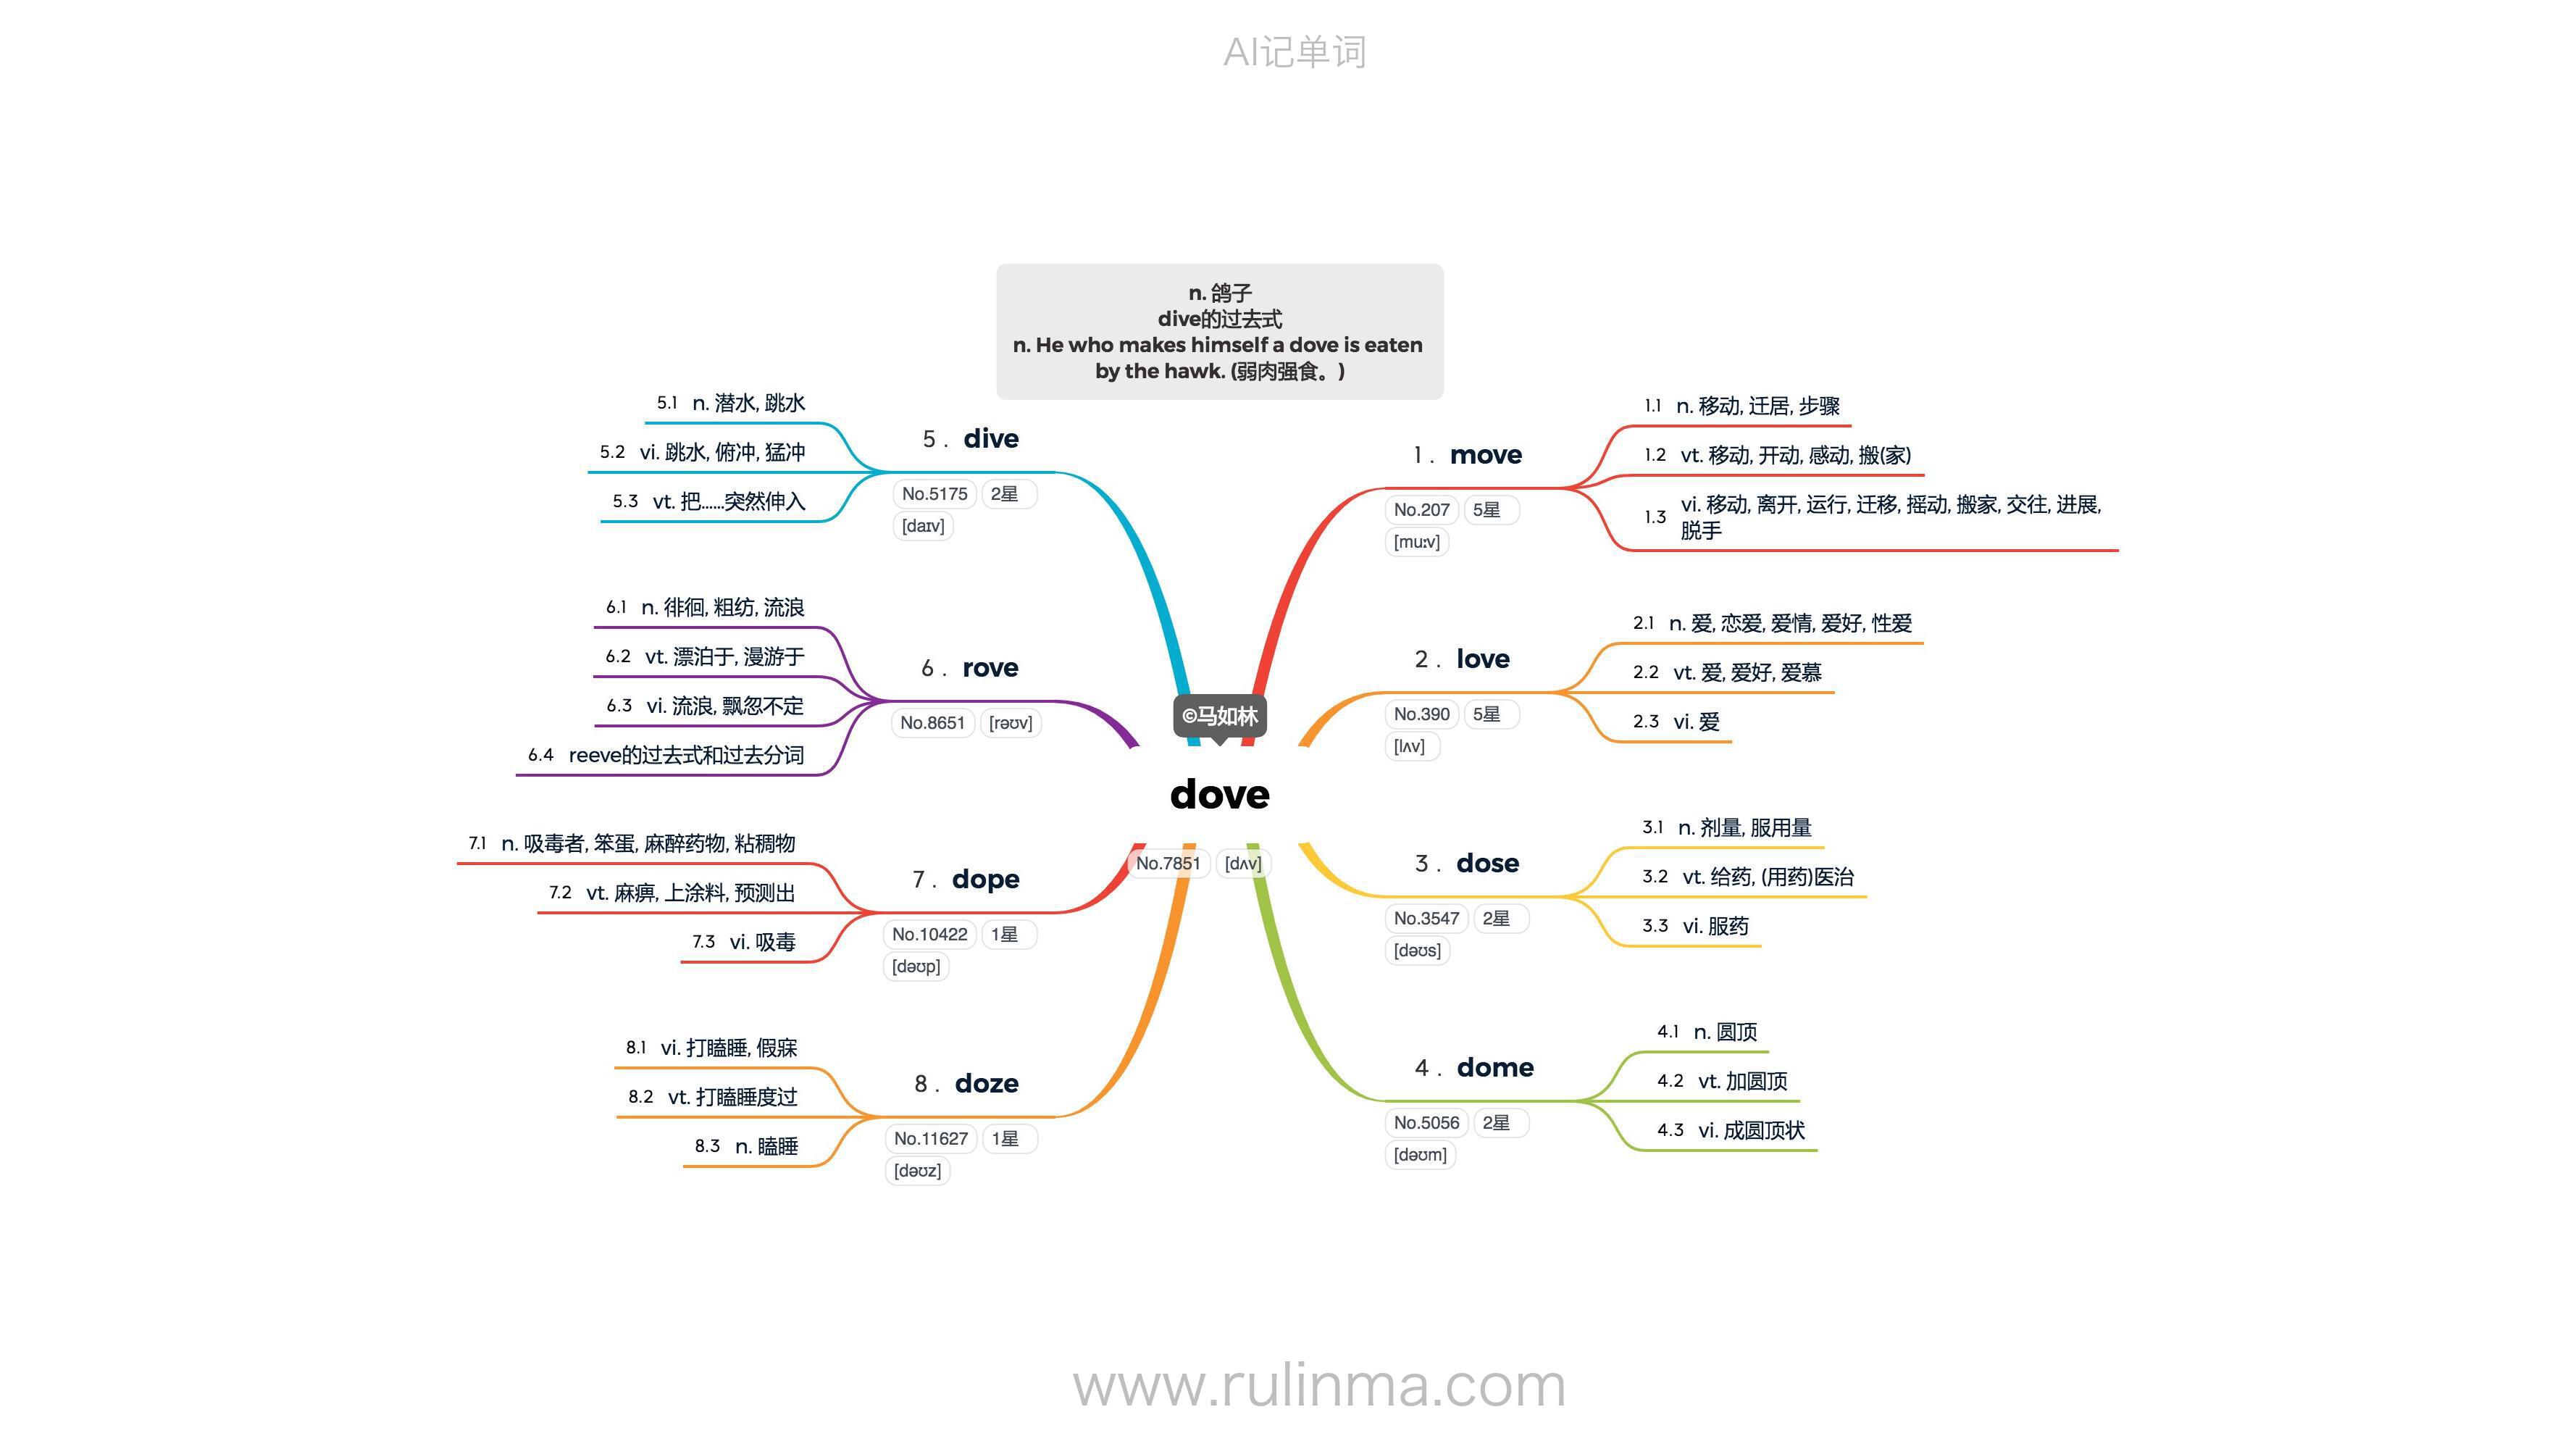 AI记单词
n. 鸽子
dive的过去式
n. He who makes himself a dove is eaten
by the hawk. (弱肉强食。)
©马如林
dove
No.7851 [dʌv]
1. move
No.207 5星
[muːv]
1.1 n. 移动, 迁居, 步骤
1.2 vt. 移动, 开动, 感动, 搬(家)
1.3 vi. 移动, 离开, 运行, 迁移, 摇动, 搬家, 交往, 进展,
脱手
2. love
No.390 5星
[lʌv]
2.1 n. 爱, 恋爱, 爱情, 爱好, 性爱
2.2 vt. 爱, 爱好, 爱慕
2.3 vi. 爱
3. dose
No.3547 2星
[dəʊs]
3.1 n. 剂量, 服用量
3.2 vt. 给药, (用药)医治
3.3 vi. 服药
4. dome
No.5056 2星
[dəʊm]
4.1 n. 圆顶
4.2 vt. 加圆顶
4.3 vi. 成圆顶状
5. dive
No.5175 2星
[daɪv]
5.1 n. 潜水, 跳水
5.2 vi. 跳水, 俯冲, 猛冲
5.3 vt. 把……突然伸入
6. rove
No.8651 [rəʊv]
6.1 n. 徘徊, 粗纺, 流浪
6.2 vt. 漂泊于, 漫游于
6.3 vi. 流浪, 飘忽不定
6.4 reeve的过去式和过去分词
7. dope
No.10422 1星
[dəʊp]
7.1 n. 吸毒者, 笨蛋, 麻醉药物, 粘稠物
7.2 vt. 麻痹, 上涂料, 预测出
7.3 vi. 吸毒
8. doze
No.11627 1星
[dəʊz]
8.1 vi. 打瞌睡, 假寐
8.2 vt. 打瞌睡度过
8.3 n. 瞌睡
www.rulinma.com